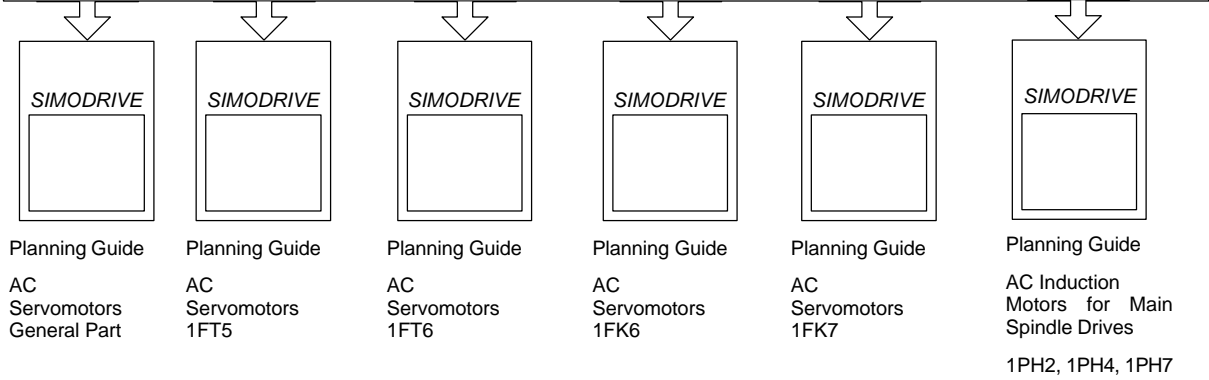 SIMODRIVE
Planning Guide
AC
Servomotors
General Part
SIMODRIVE
Planning Guide
AC
Servomotors
1FT5
SIMODRIVE
Planning Guide
AC
Servomotors
1FT6
SIMODRIVE
Planning Guide
AC
Servomotors
1FK6
SIMODRIVE
Planning Guide
AC
Servomotors
1FK7
SIMODRIVE
Planning Guide
AC Induction
Motors for Main
Spindle Drives
1PH2, 1PH4, 1PH7